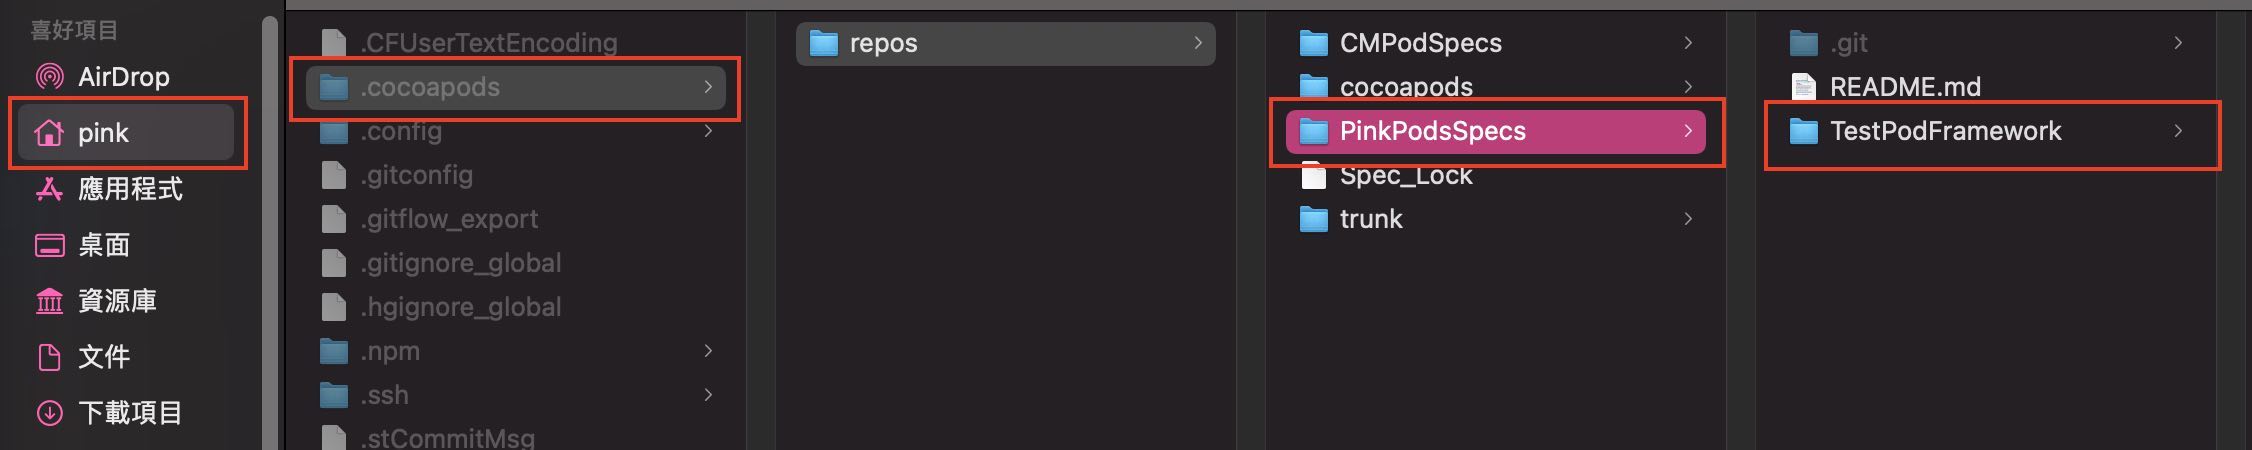 喜好項目
AirDrop
pink
應用程式
桌面
資源庫
文件
下載項目
.CFUserTextEncoding
.cocoapods
.config
.gitconfig
.gitflow_export
.gitignore_global
.hgignore_global
.npm
.ssh
.stCommitMsg
repos
CMPodSpecs
cocoapods
PinkPodsSpecs
Spec_Lock
trunk
.git
README.md
TestPodFramework